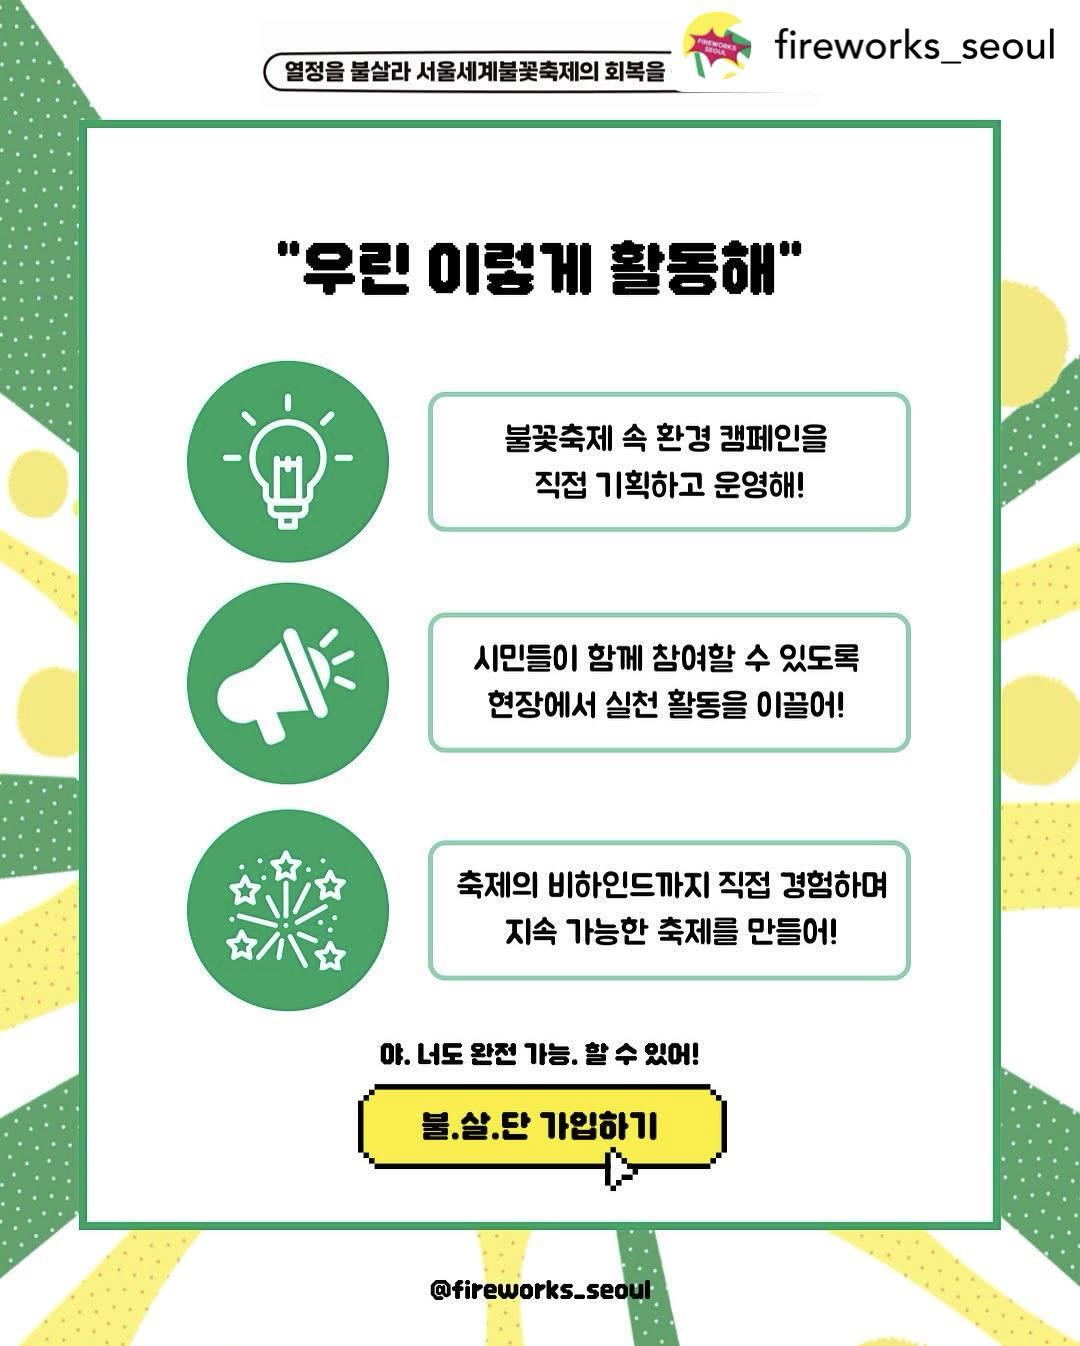 열정을 불살라 서울세계불꽃축제의 회복을
FIREWORKS
SEOUL
fireworks_seoul
"우린 이렇게 활동해"
불꽃축제 속 환경 캠페인을
직접 기획하고 운영해!
시민들이 함께 참여할 수 있도록
현장에서 실천 활동을 이끌어!
축제의 비하인드까지 직접 경험하며
지속 가능한 축제를 만들어!
야. 너도 완전 가능. 할 수 있어!
불.살.단 가입하기
@fireworks_seoul